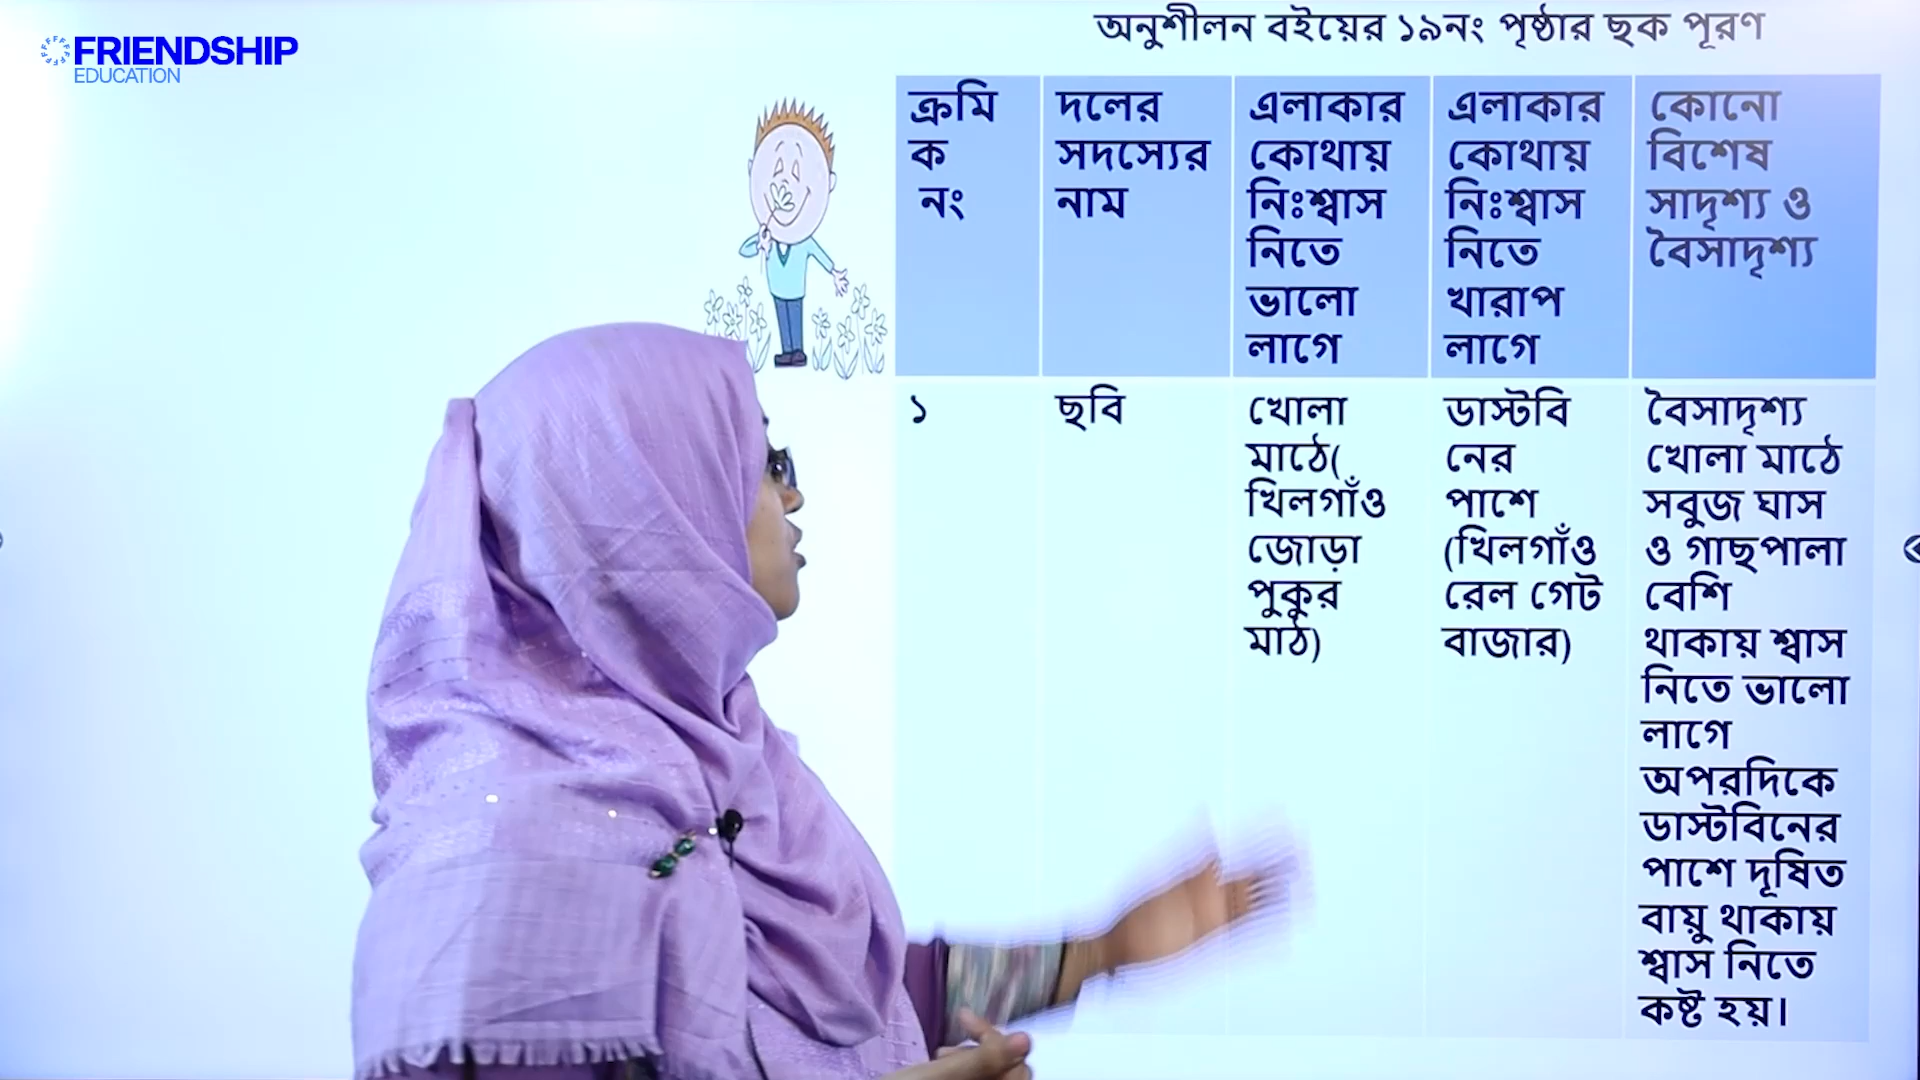 FRIENDSHIP
EDUCATION
অনুশীলন বইয়ের ১৯নং পৃষ্ঠার ছক পূরণ
ক্রমি
ক
নং
দলের
সদস্যের
নাম
এলাকার
কোথায়
নিঃশ্বাস
নিতে
ভালো
লাগে
এলাকার
কোথায়
নিঃশ্বাস
নিতে
খারাপ
লাগে
কোনো
বিশেষ
সাদৃশ্য ও
বৈসাদৃশ্য
১
ছবি
খোলা
মাঠে(
খিলগাঁও
জোড়া
পুকুর
মাঠ)
ডাস্টবি
নের
পাশে
(খিলগাঁও
রেল গেট
বাজার)
বৈসাদৃশ্য
খোলা মাঠে
সবুজ ঘাস
ও গাছপালা
বেশি
থাকায় শ্বাস
নিতে ভালো
লাগে
অপরদিকে
ডাস্টবিনের
পাশে দূষিত
বায়ু থাকায়
শ্বাস নিতে
কষ্ট হয়।